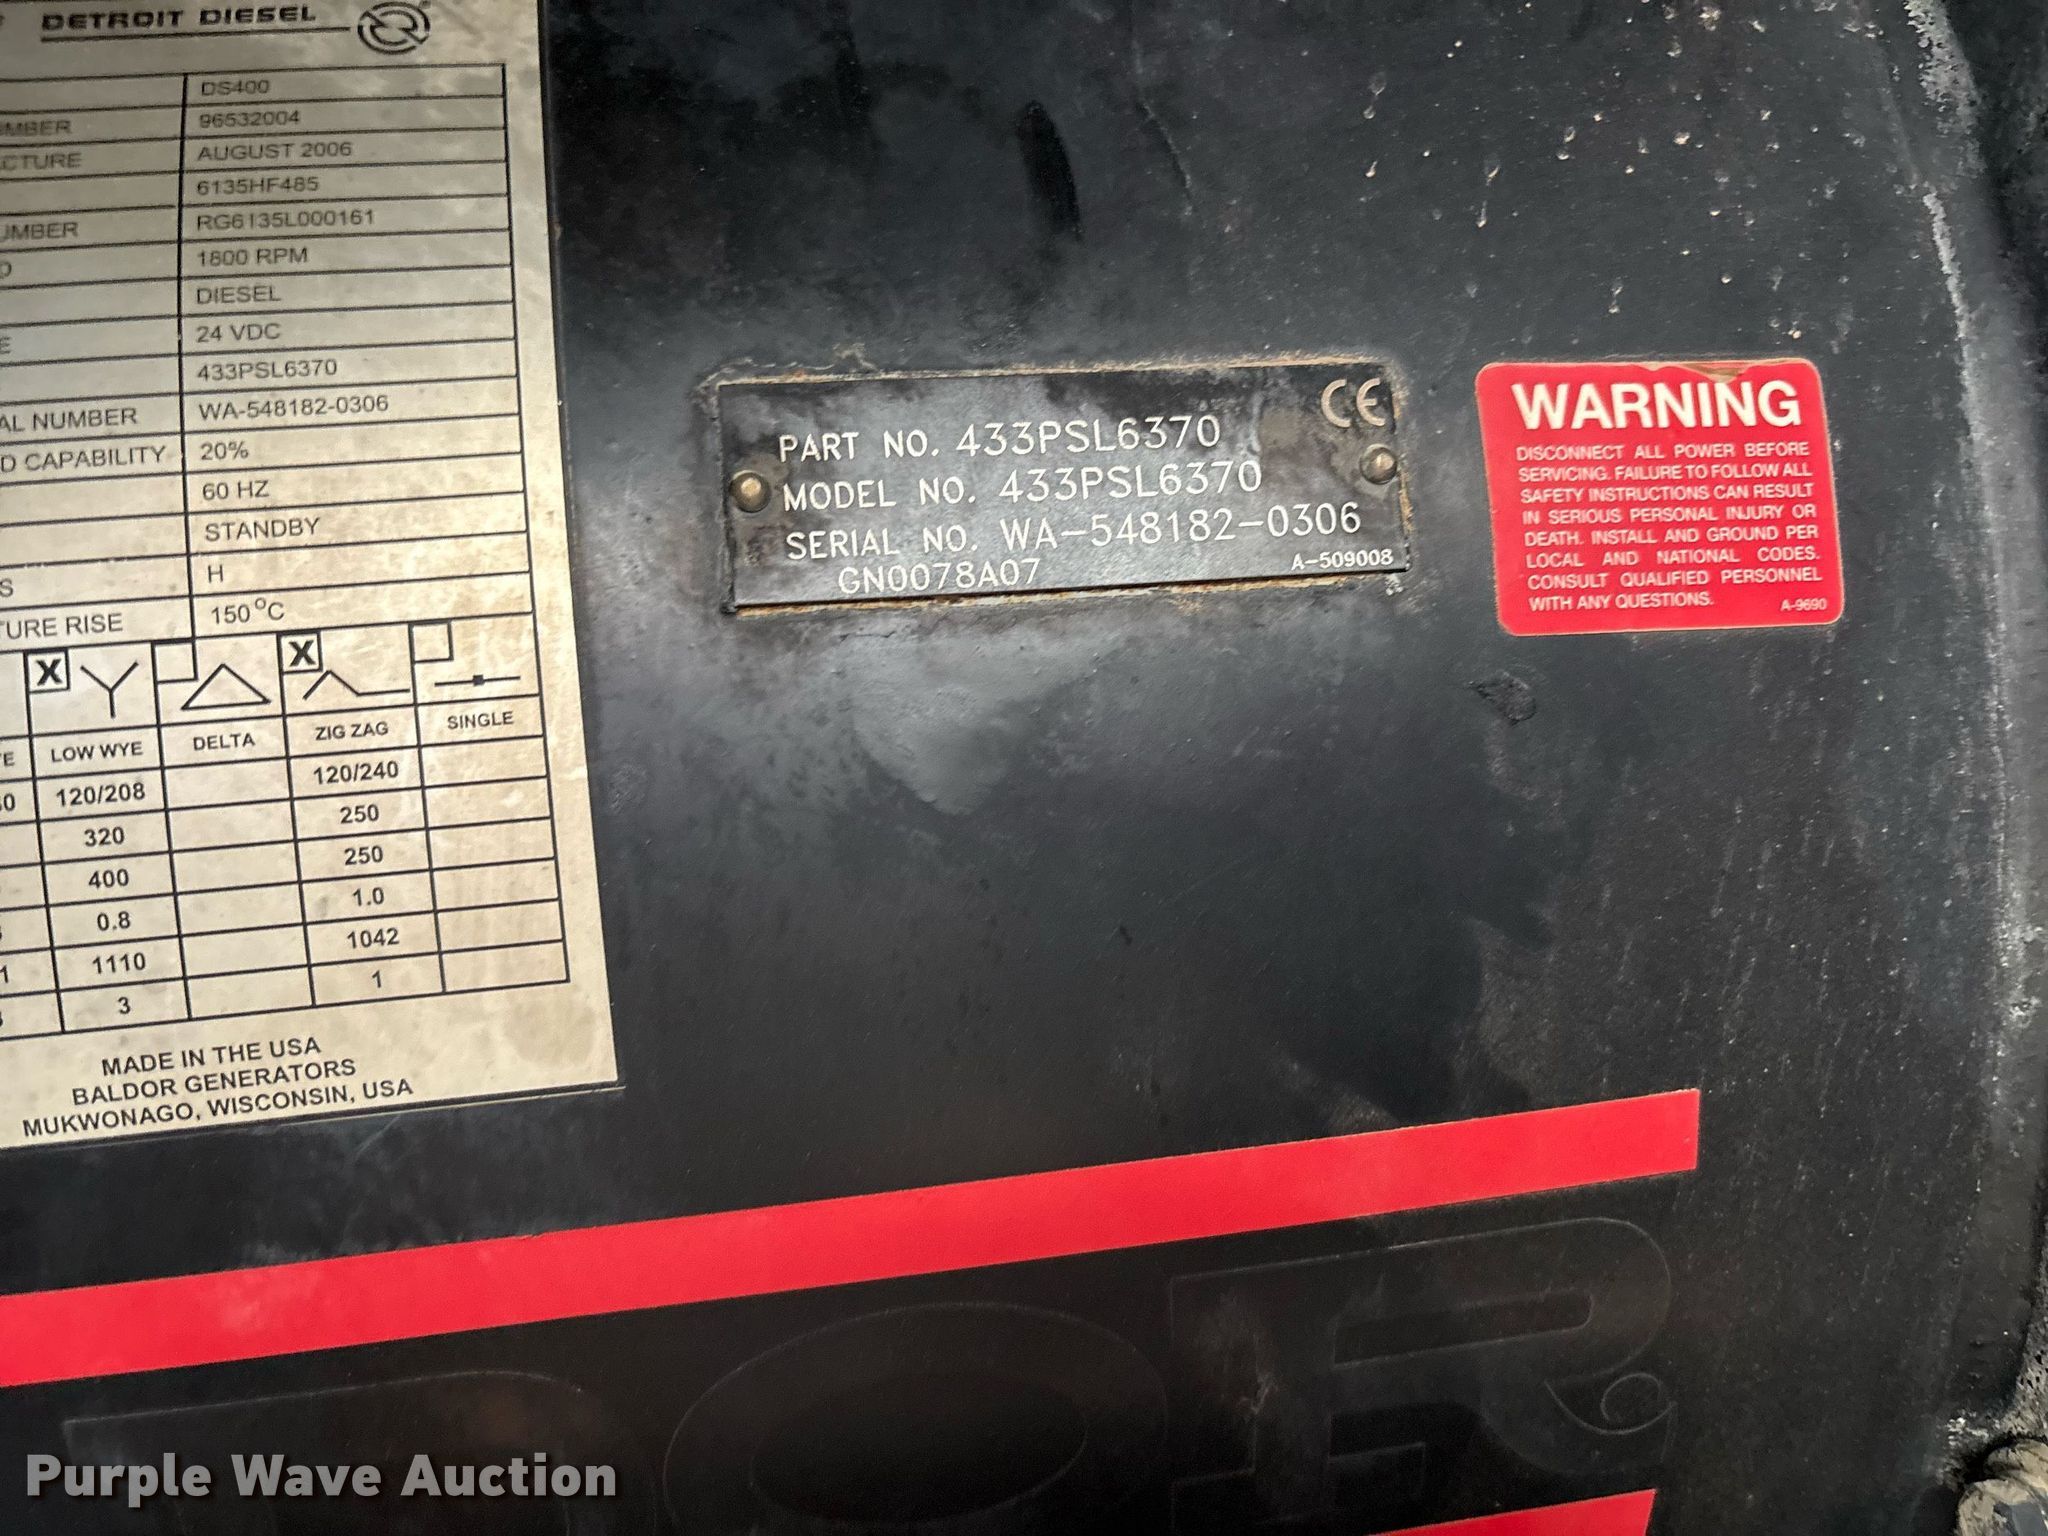 DETROIT DIESEL
DS400
UMBER 96532004
CTURE AUGUST 2006
6135HF485
UMBER RG6135L000161
D 1800 RPM
DIESEL
E 24 VDC
433PSL6370
AL NUMBER WA-548182-0306
D CAPABILITY 20%
60 HZ
STANDBY
S H
TURE RISE 150°C
X X
E LOW WYE DELTA ZIG ZAG SINGLE
0 120/208 120/240
320 250
400 250
0.8 1.0
1 1110 1042
3 1
MADE IN THE USA
BALDOR GENERATORS
MUKWONAGO, WISCONSIN, USA
CE
PART NO. 433PSL6370
MODEL NO. 433PSL6370
SERIAL NO. WA-548182-0306
GN0078A07 A-509008
WARNING
DISCONNECT ALL POWER BEFORE
SERVICING. FAILURE TO FOLLOW ALL
SAFETY INSTRUCTIONS CAN RESULT
IN SERIOUS PERSONAL INJURY OR
DEATH. INSTALL AND GROUND PER
LOCAL AND NATIONAL CODES.
CONSULT QUALIFIED PERSONNEL
WITH ANY QUESTIONS. A-9690
DOR
Purple Wave Auction